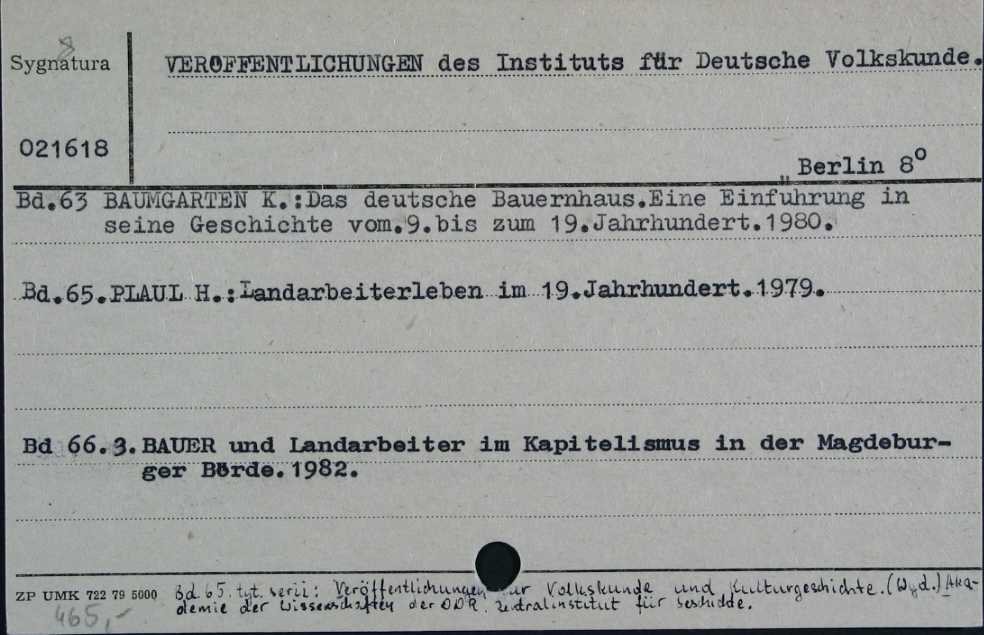 Sygnatura
VERÖFFENTLICHUNGEN des Instituts für Deutsche Volkskunde.
021618
Berlin 8°
Bd.63 BAUMGARTEN K.:Das deutsche Bauernhaus.Eine Einführung in
seine Geschichte vom.9.bis zum 19.Jahrhundert.1980.
Bd.65.PLAUL H.:Landarbeiterleben im 19.Jahrhundert.1979.
Bd 66.3.BAUER und Landarbeiter im Kapitelismus in der Magdebur-
ger Börde.1982.
ZP UMK 722 79 5000
Bd.65. tyt. serii: Veröffentlichungen zur Volkskunde und Kulturgeschichte. (Wyd.) Aka-
demie der Wissenschaften der DDR. Zentralinstitut für
465,-